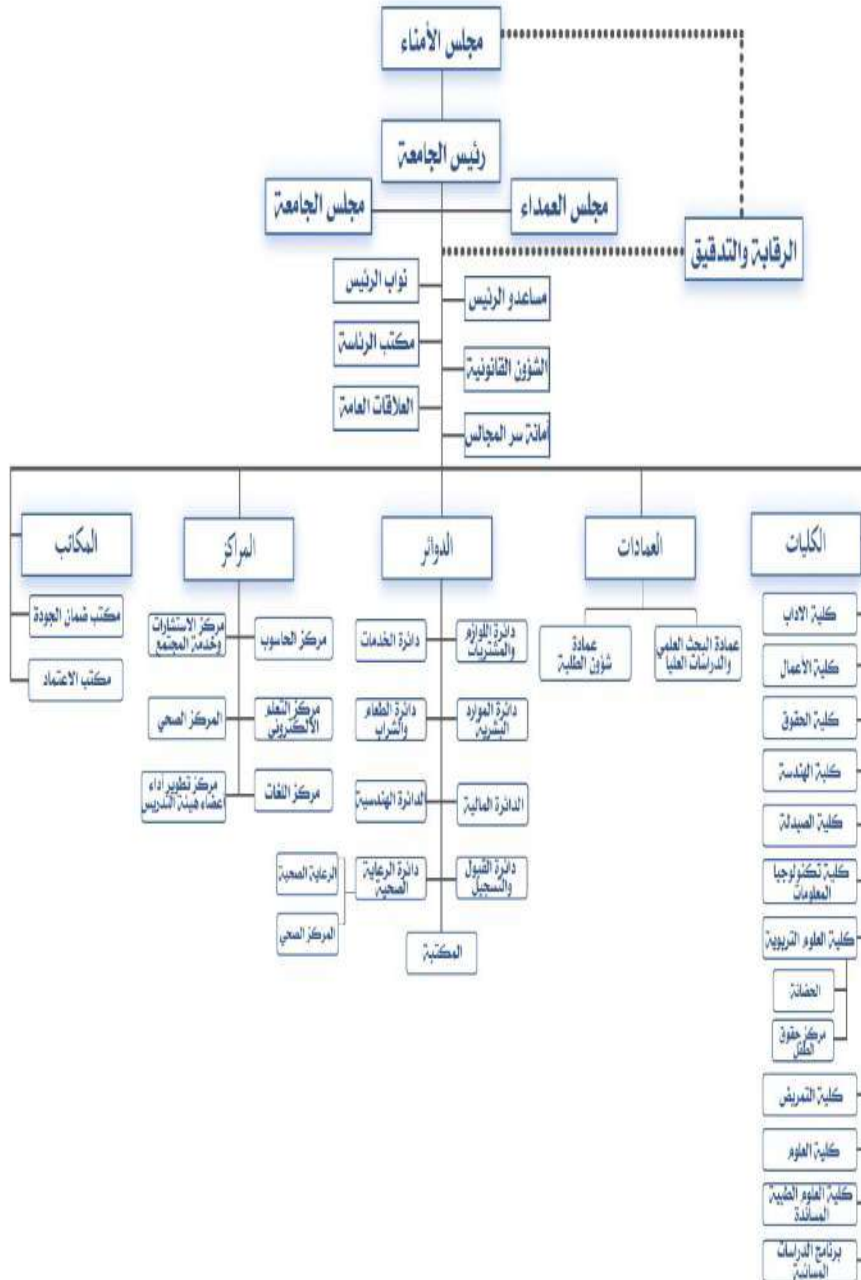 مجلس الأمناء
رئيس الجامعة
مجلس العمداء
مجلس الجامعة
الرقابة والتدقيق
نواب الرئيس
مساعدو الرئيس
مكتب الرئاسة
الشؤون القانونية
العلاقات العامة
أمانة سر المجالس
الكليات
كلية الاداب
كلية الأعمال
كلية الحقوق
كلية الهندسة
كلية الصيدلة
كلية تكنولوجيا
المعلومات
كلية العلوم التربوية
الحضانة
مركز حقوق
الطفل
كلية التمريض
كلية العلوم
كلية العلوم الطبية
المساندة
برنامج الدراسات
المسائية
العمادات
عمادة البحث العلمي
والدراسات العليا
عمادة
شؤون الطلبة
الدوائر
دائرة اللوازم
والمشتريات
دائرة الخدمات
دائرة الموارد
البشرية
دائرة الطعام
والشراب
الدائرة المالية
الدائرة الهندسية
دائرة القبول
والتسجيل
دائرة الرعاية
الصحية
الرعاية الصحية
المركز الصحي
المكتبة
المراكز
مركز الحاسوب
مركز الاستشارات
وخدمة المجتمع
مركز التعلم
الالكتروني
المركز الصحي
مركز اللغات
مركز تطوير أداء
أعضاء هيئة التدريس
المكاتب
مكتب ضمان الجودة
مكتب الاعتماد